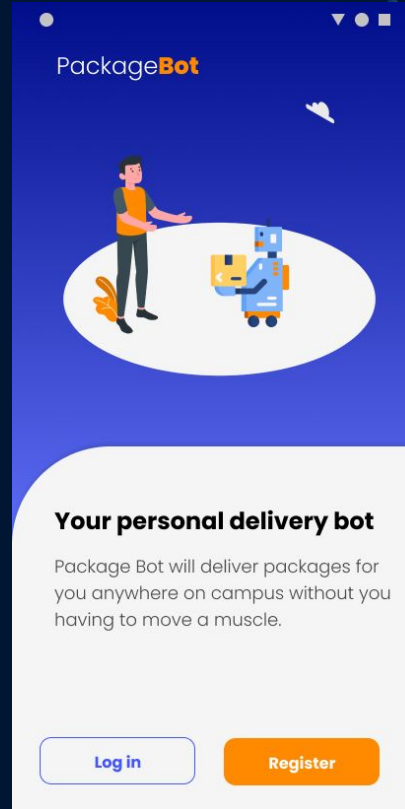 PackageBot
Your personal delivery bot
Package Bot will deliver packages for
you anywhere on campus without you
having to move a muscle.
Log in
Register